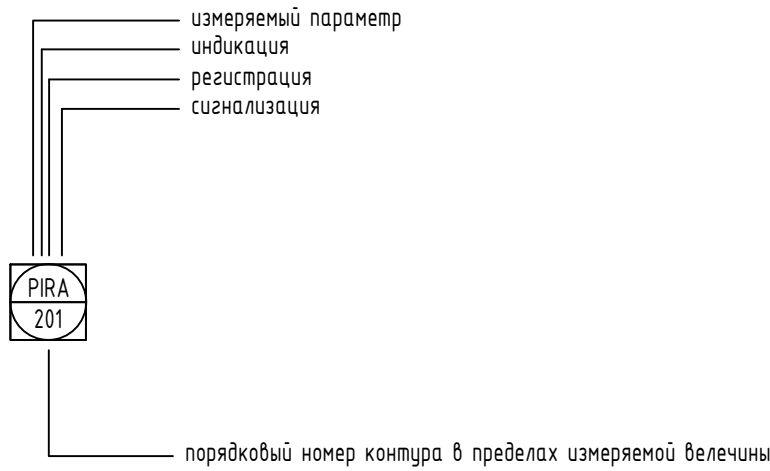 измеряемый параметр
индикация
регистрация
сигнализация
PIRA
201
порядковый номер контура в пределах измеряемой велечины